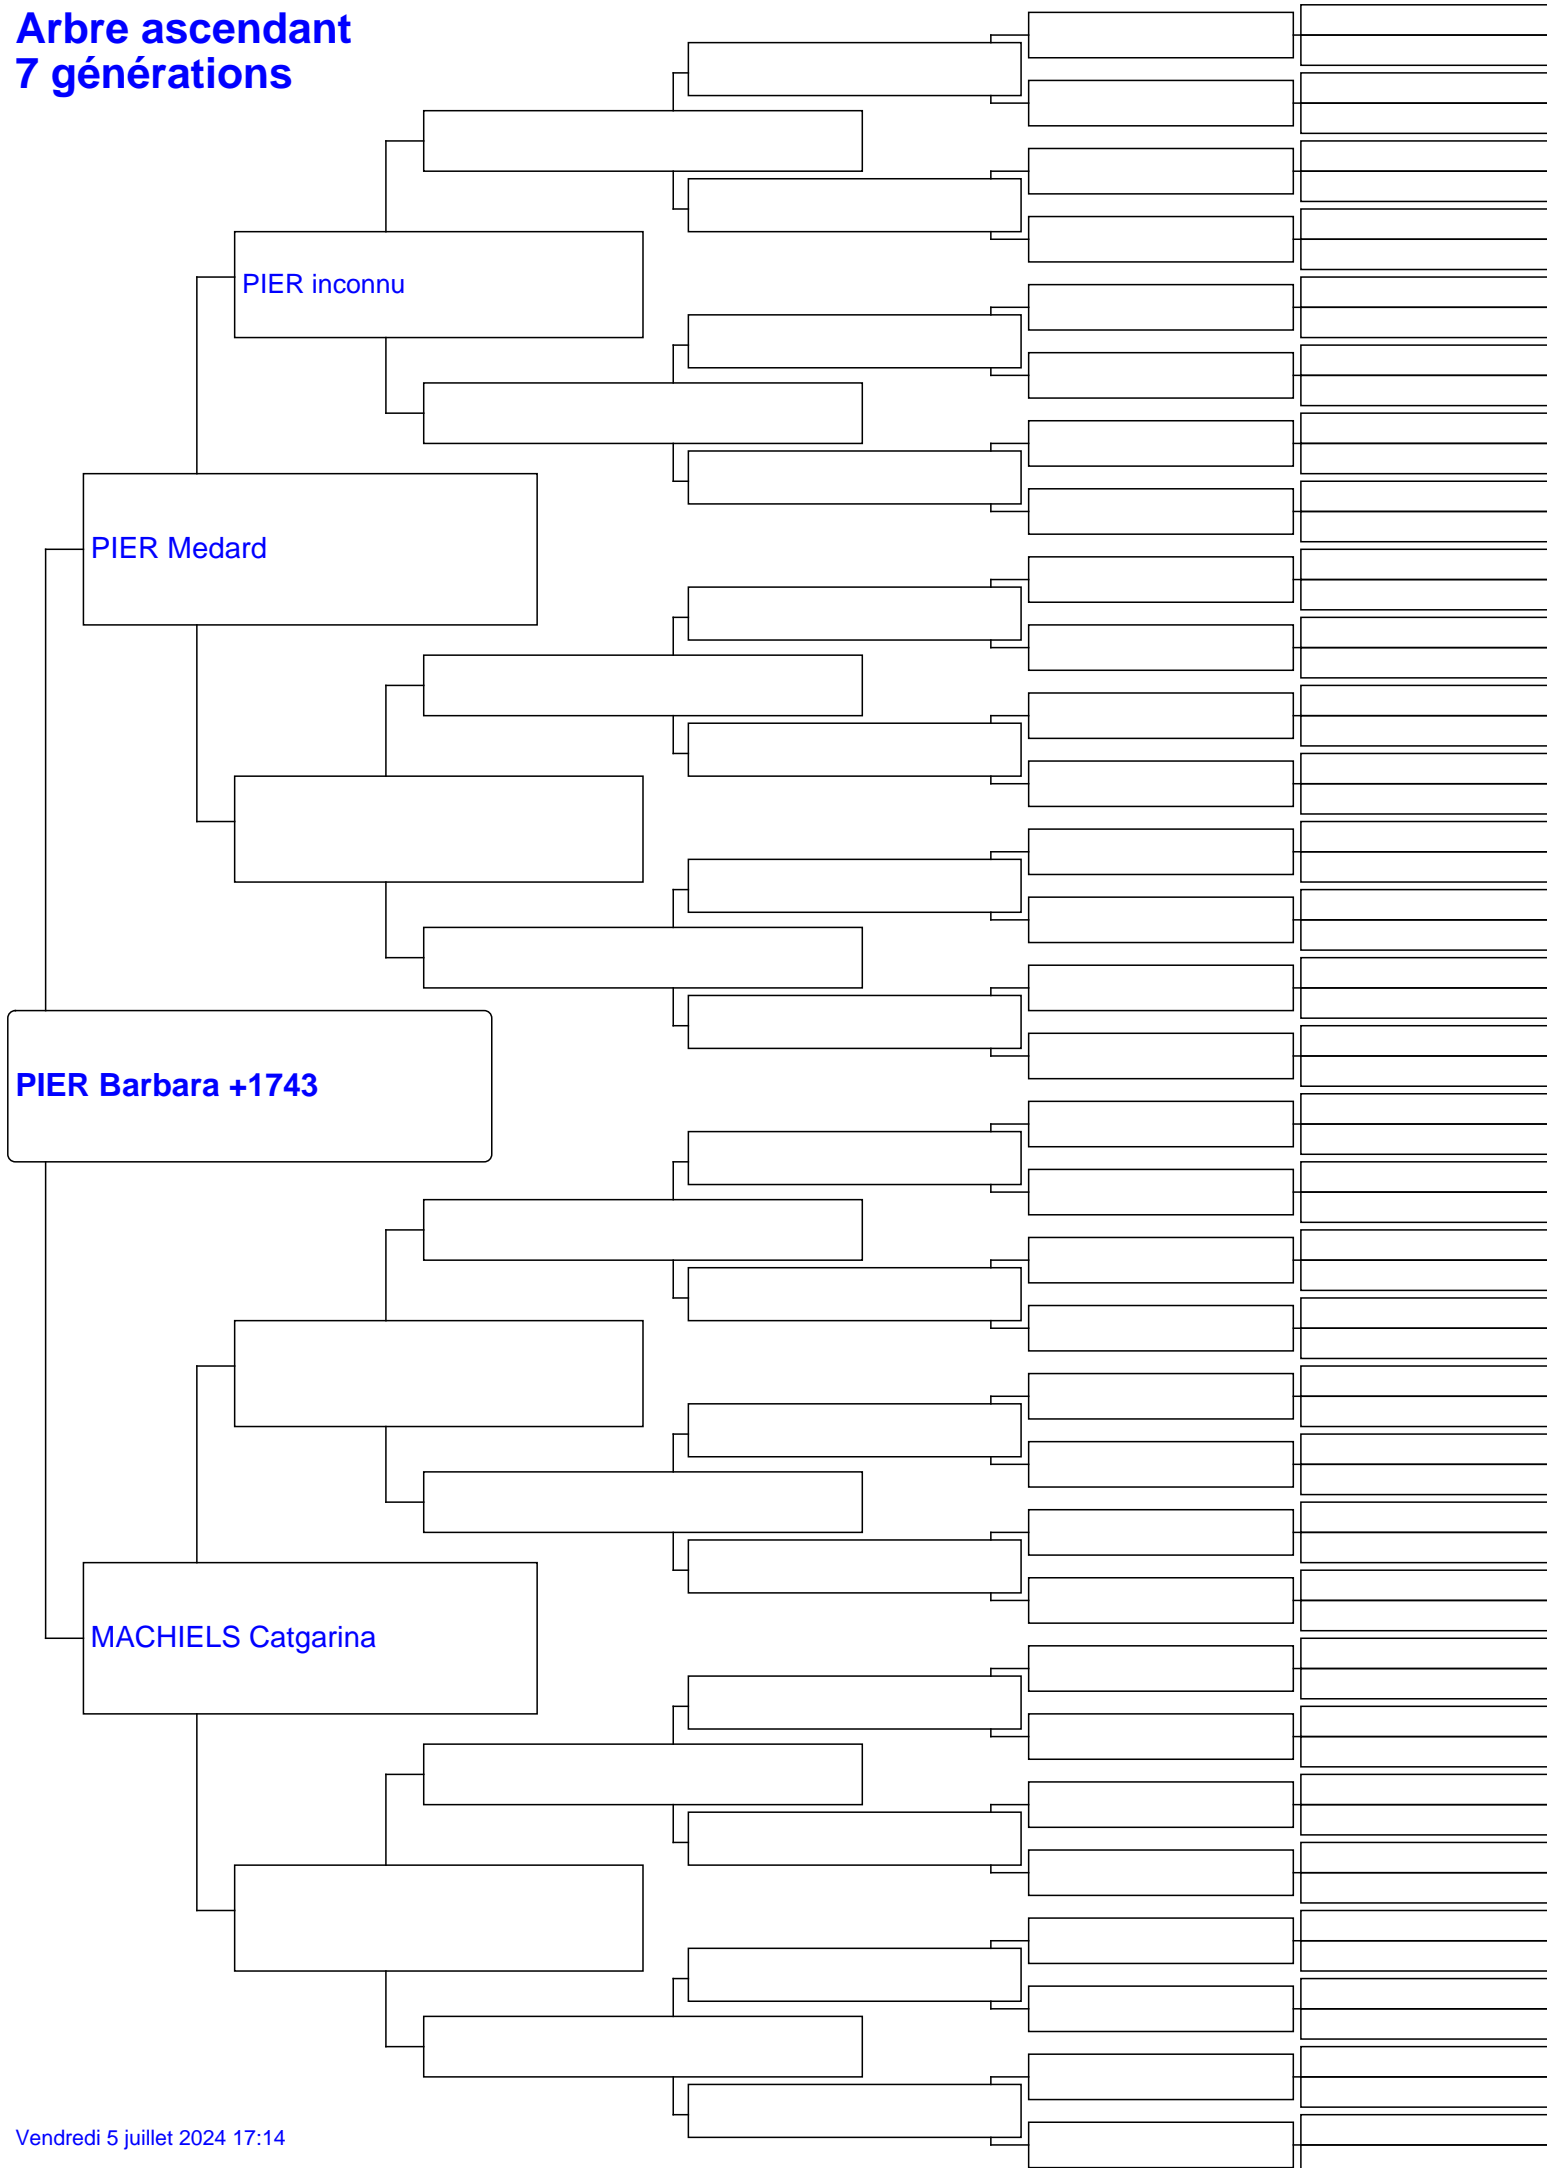 Arbre ascendant
7 générations
PIER inconnu
PIER Medard
PIER Barbara +1743
MACHIELS Catgarina
Vendredi 5 juillet 2024 17:14